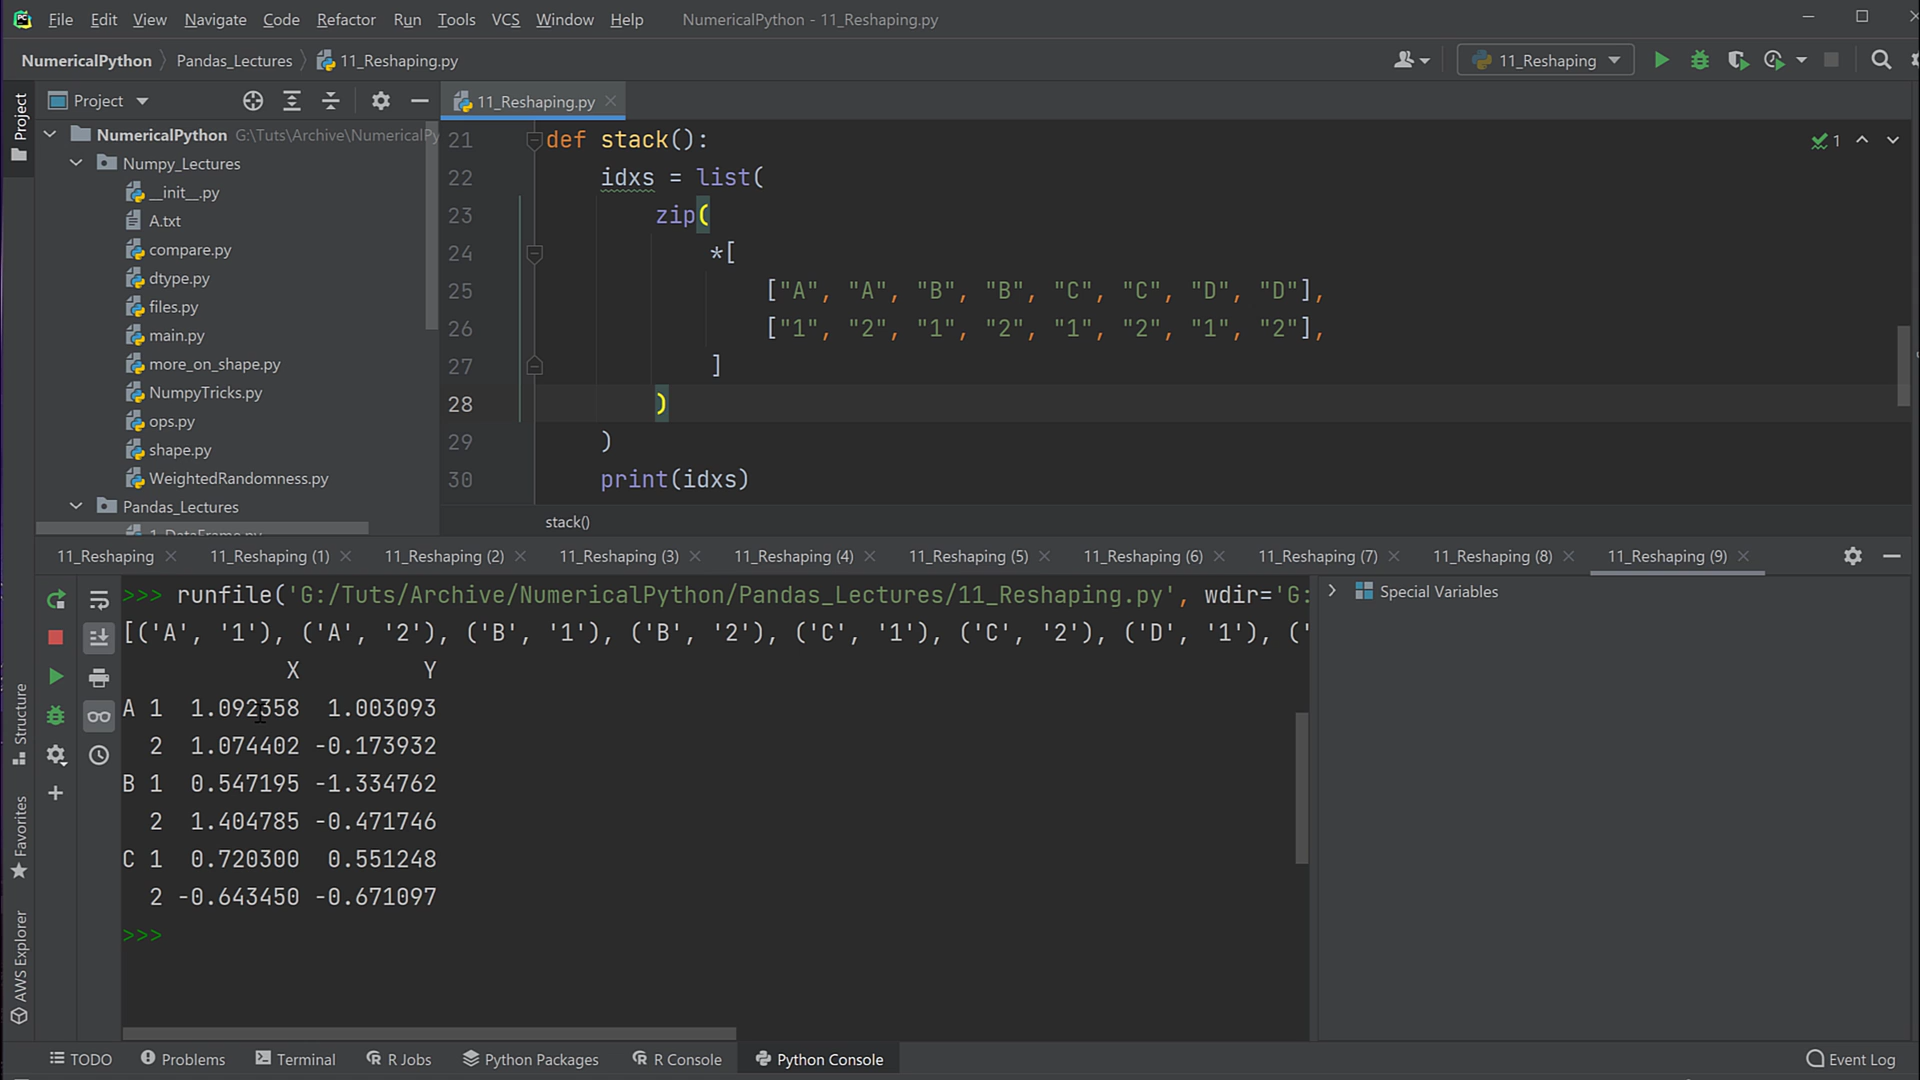 File Edit View Navigate Code Refactor Run Tools VCS Window Help NumericalPython - 11_Reshaping.py
NumericalPython Pandas_Lectures 11_Reshaping.py 11_Reshaping
Project
Project
11_Reshaping.py
NumericalPython G:\Tuts\Archive\NumericalPy
Numpy_Lectures
__init__.py
A.txt
compare.py
dtype.py
files.py
main.py
more_on_shape.py
NumpyTricks.py
ops.py
shape.py
WeightedRandomness.py
Pandas_Lectures
1_DataFrame.py
21 def stack():
22 idxs = list(
23 zip(
24 *[
25 ["A", "A", "B", "B", "C", "C", "D", "D"],
26 ["1", "2", "1", "2", "1", "2", "1", "2"],
27 ]
28 )
29 )
30 print(idxs)
1
stack()
11_Reshaping 11_Reshaping (1) 11_Reshaping (2) 11_Reshaping (3) 11_Reshaping (4) 11_Reshaping (5) 11_Reshaping (6) 11_Reshaping (7) 11_Reshaping (8) 11_Reshaping (9)
>>> runfile('G:/Tuts/Archive/NumericalPython/Pandas_Lectures/11_Reshaping.py', wdir='G:
[('A', '1'), ('A', '2'), ('B', '1'), ('B', '2'), ('C', '1'), ('C', '2'), ('D', '1'), ('
X Y
A 1 1.092358 1.003093
2 1.074402 -0.173932
B 1 0.547195 -1.334762
2 1.404785 -0.471746
C 1 0.720300 0.551248
2 -0.643450 -0.671097
>>>
Special Variables
Structure
Favorites
AWS Explorer
TODO Problems Terminal R Jobs Python Packages R Console Python Console Event Log